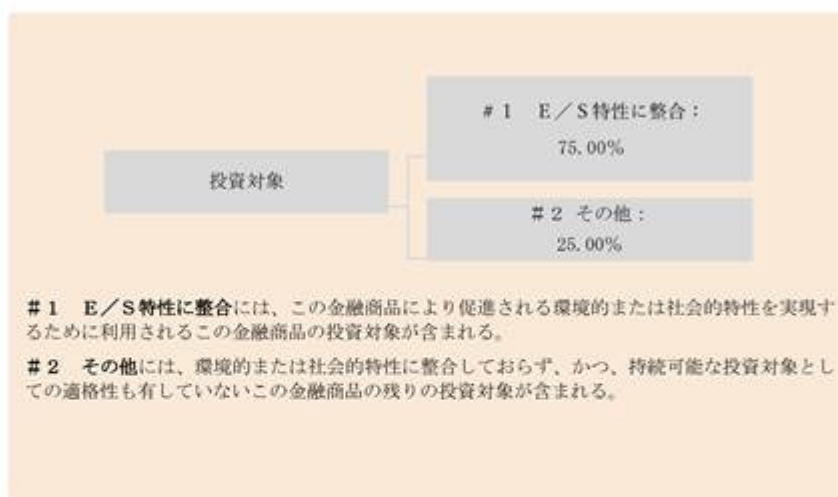 # 1 E／S特性に整合：
75.00%
投資対象
# 2 その他：
25.00%
# 1 E／S特性に整合には、この金融商品により促進される環境的または社会的特性を実現す
るために利用されるこの金融商品の投資対象が含まれる。
# 2 その他には、環境的または社会的特性に整合しておらず、かつ、持続可能な投資対象とし
ての適格性も有していないこの金融商品の残りの投資対象が含まれる。